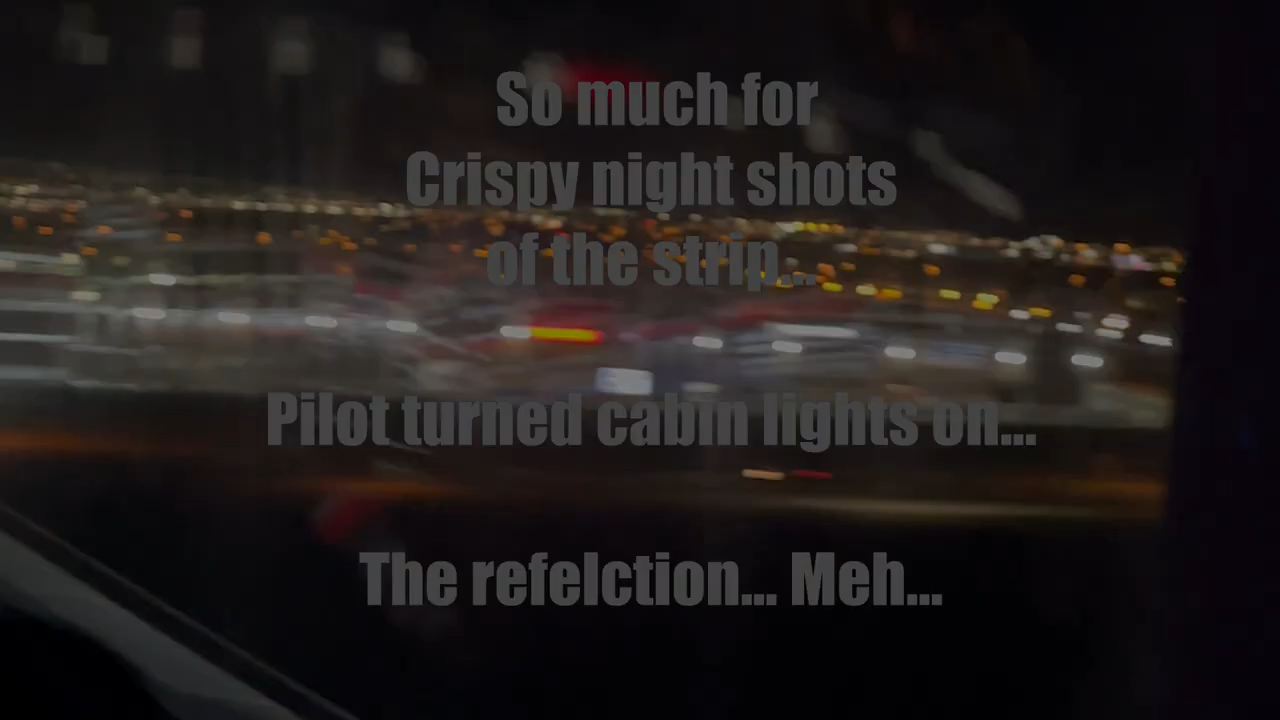 So much for
Crispy night shots
of the strip...
Pilot turned cabin lights on...
The refelction... Meh...